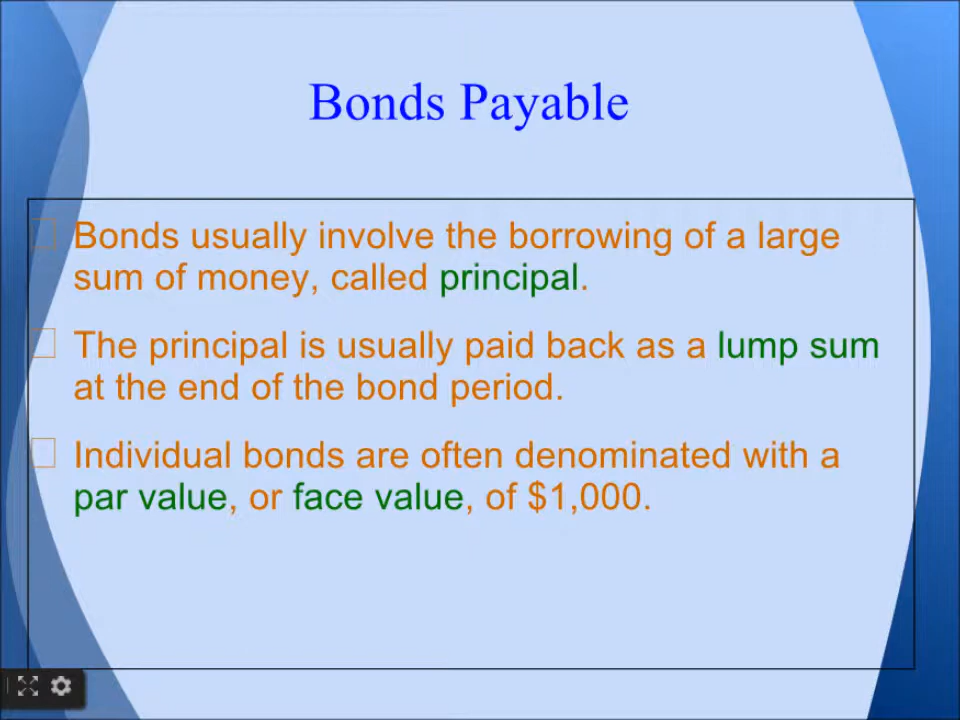 Bonds Payable
Bonds usually involve the borrowing of a large
sum of money, called principal.
The principal is usually paid back as a lump sum
at the end of the bond period.
Individual bonds are often denominated with a
par value, or face value, of $1,000.